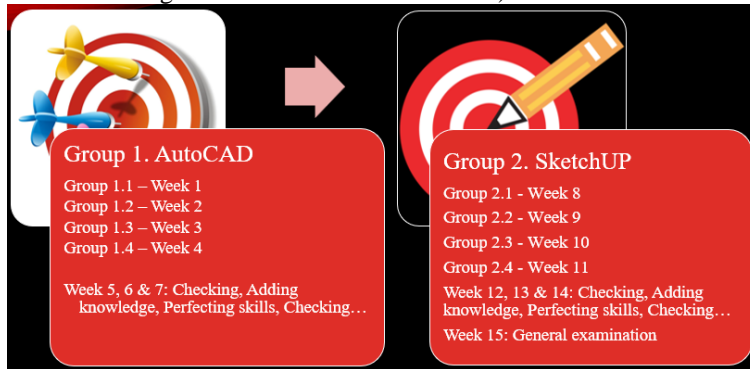 Group 1. AutoCAD
Group 1.1 – Week 1
Group 1.2 – Week 2
Group 1.3 – Week 3
Group 1.4 – Week 4
Week 5, 6 & 7: Checking, Adding
knowledge, Perfecting skills, Checking…
Group 2. SketchUP
Group 2.1 - Week 8
Group 2.2 - Week 9
Group 2.3 - Week 10
Group 2.4 - Week 11
Week 12, 13 & 14: Checking, Adding
knowledge, Perfecting skills, Checking…
Week 15: General examination